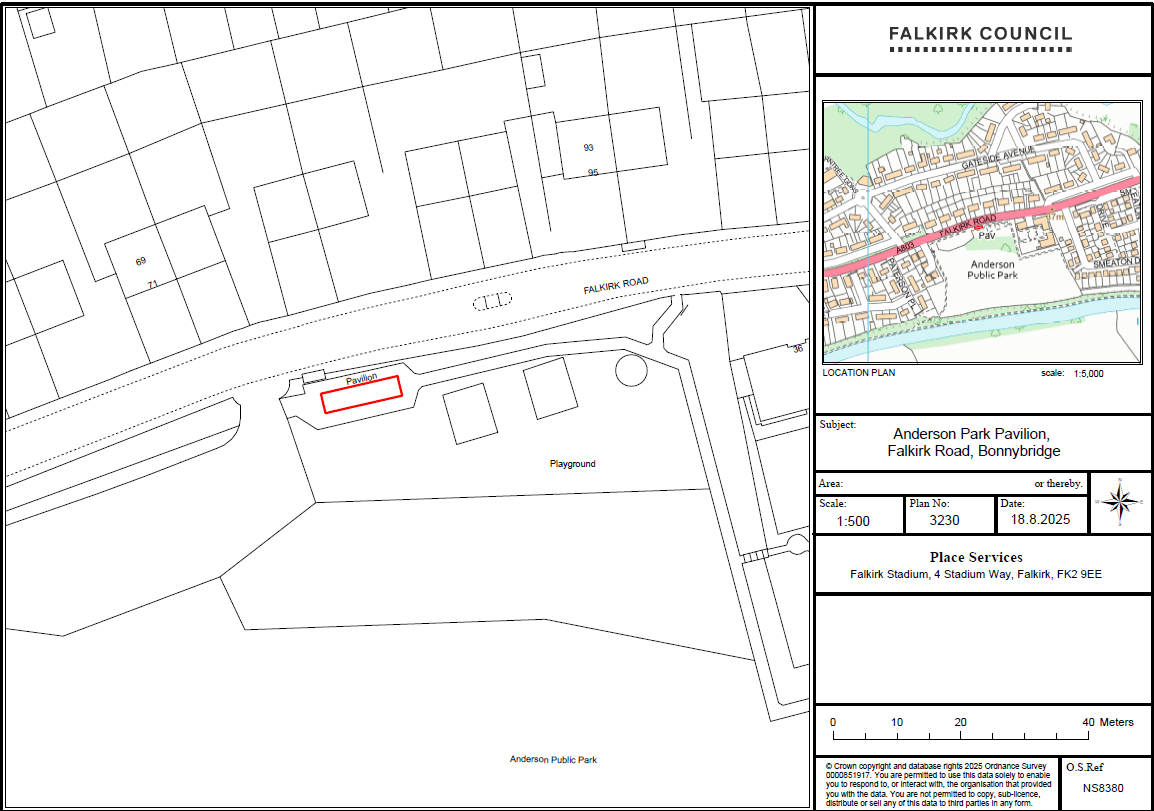 93
95
69
71
FALKIRK ROAD
36
Pavilion
Playground
Anderson Public Park
FALKIRK COUNCIL
GATESIDE AVENUE
FALKIRK ROAD
A803
Pav
Anderson
Public Park
SMEATON D
LOCATION PLAN
scale: 1:5,000
Subject:
Anderson Park Pavilion,
Falkirk Road, Bonnybridge
Area:
or thereby.
Scale:
1:500
Plan No:
3230
Date:
18.8.2025
N
W
E
S
Place Services
Falkirk Stadium, 4 Stadium Way, Falkirk, FK2 9EE
0 10 20 40 Meters
© Crown copyright and database rights 2025 Ordnance Survey
0000851917. You are permitted to use this data solely to enable
you to respond to, or interact with, the organisation that provided
you with the data. You are not permitted to copy, sub-licence,
distribute or sell any of this data to third parties in any form.
O.S.Ref
NS8380